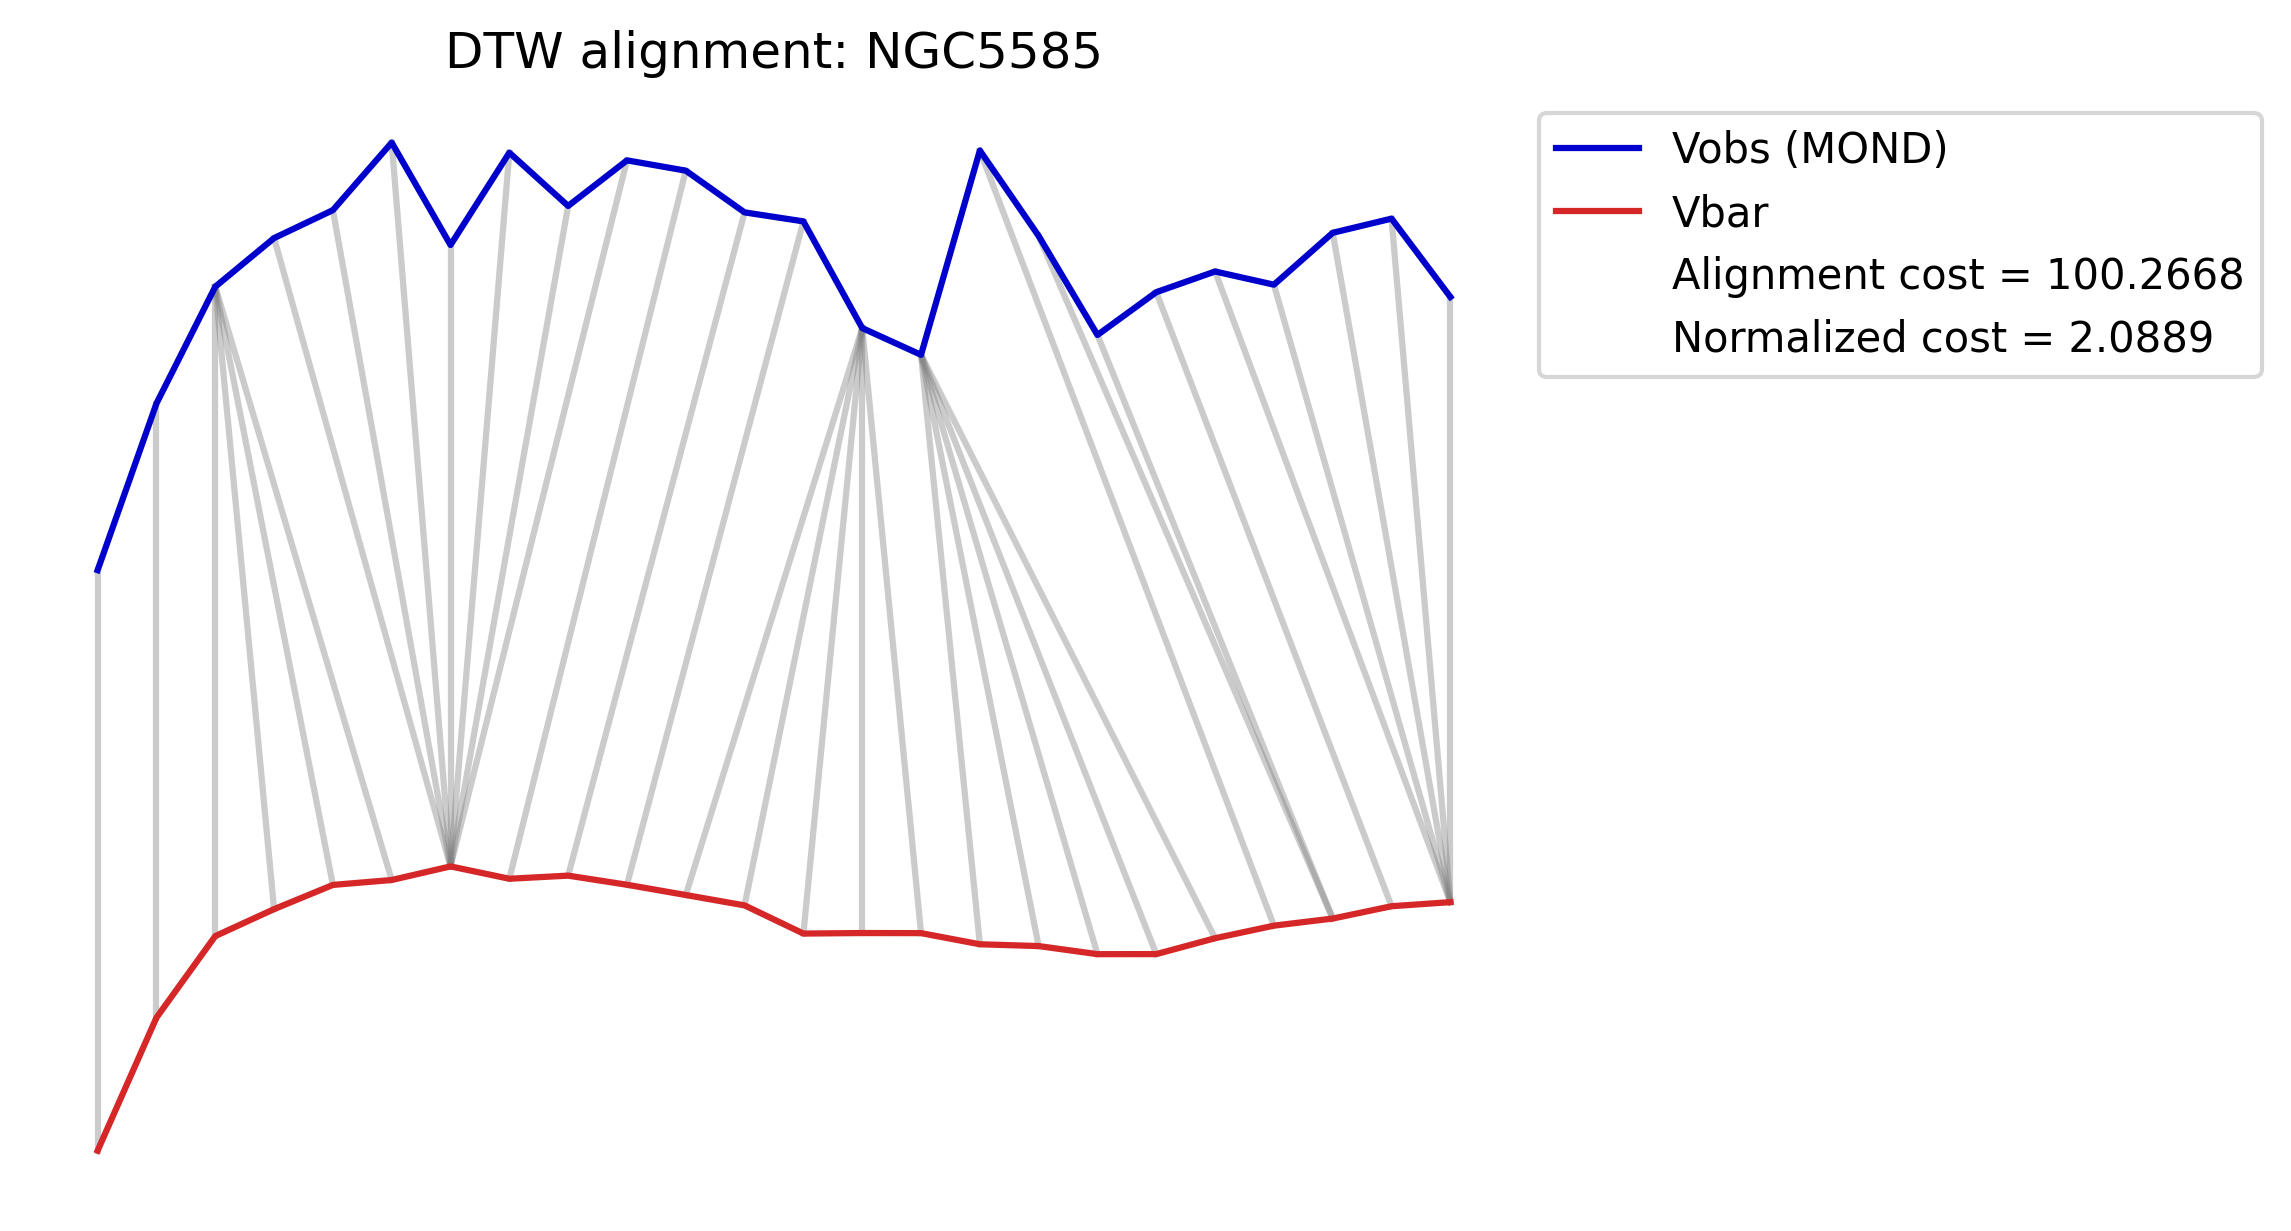 DTW alignment: NGC5585
Vobs (MOND)
Vbar
Alignment cost = 100.2668
Normalized cost = 2.0889